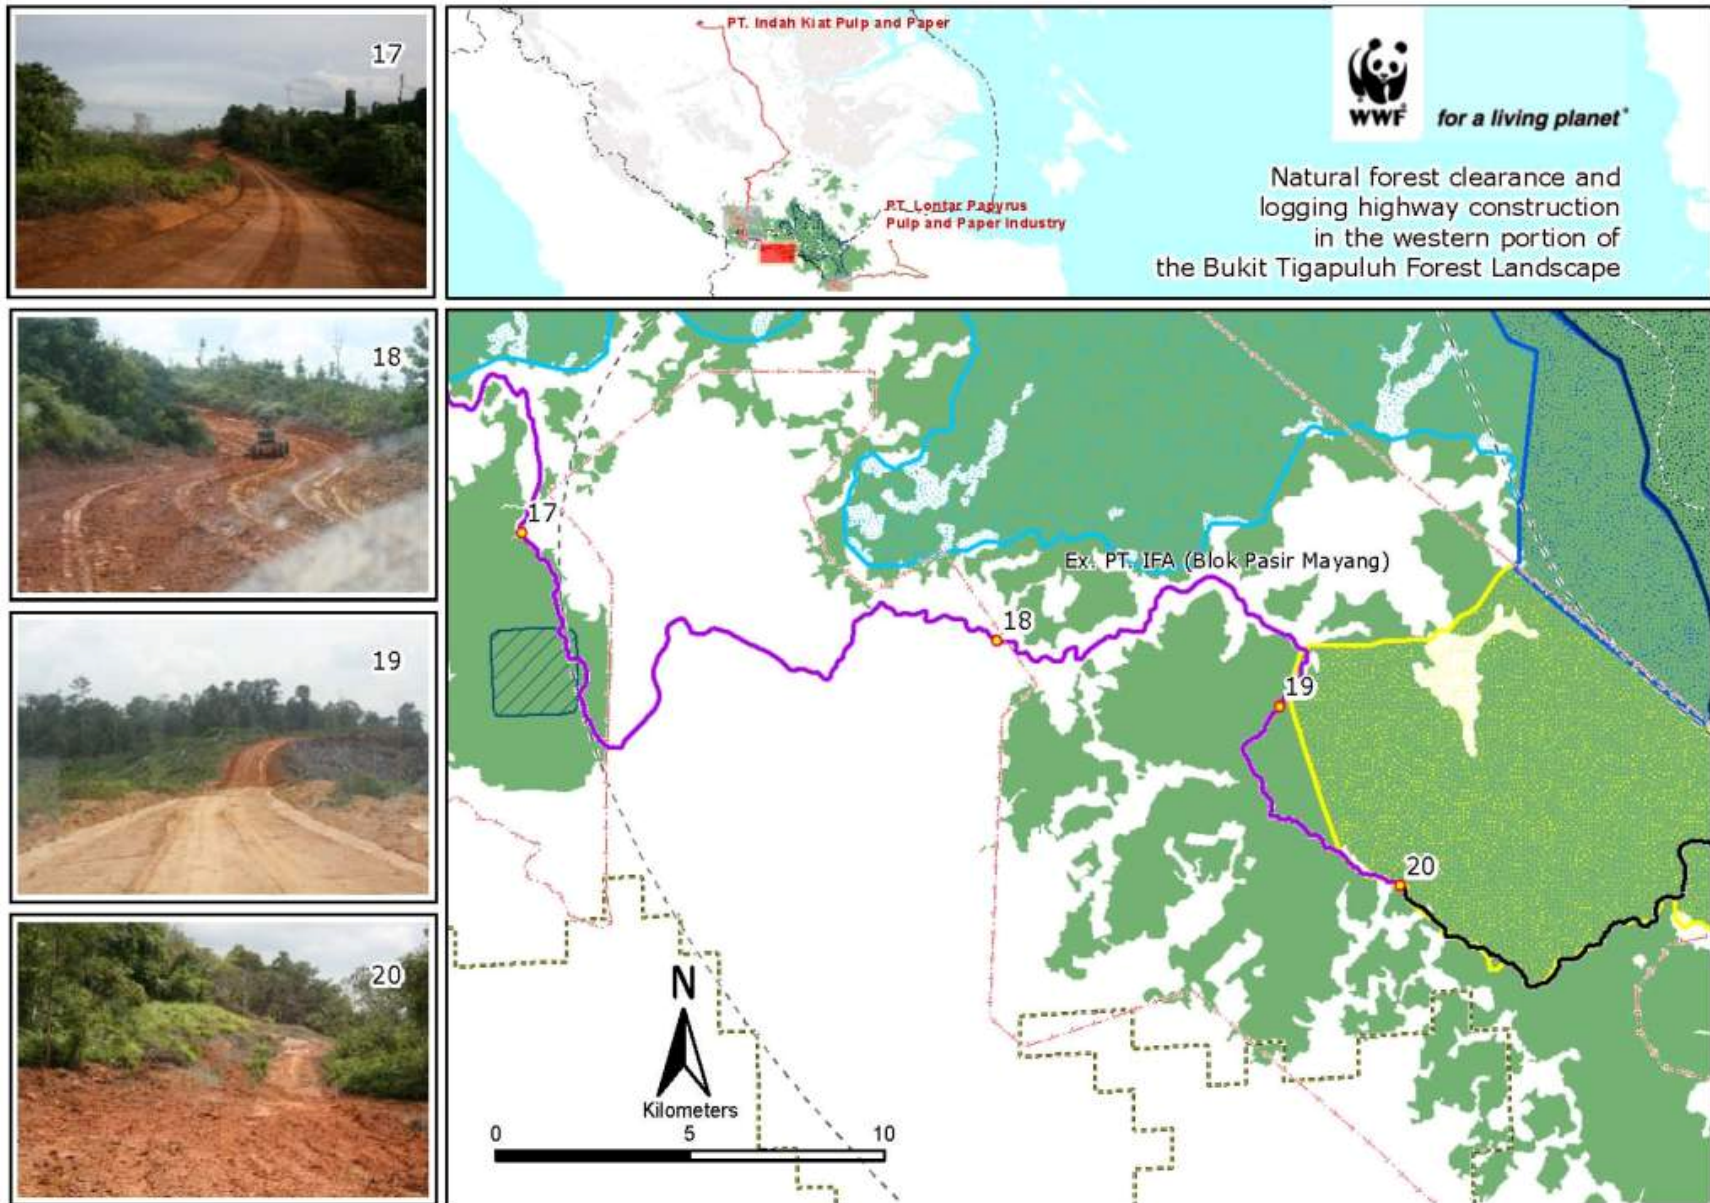 17
PT. Indah Kiat Pulp and Paper
WWF
for a living planet®
Natural forest clearance and
logging highway construction
in the western portion of
the Bukit Tigapuluh Forest Landscape
PT. Lontar Papyrus
Pulp and Paper Industry
18
19
20
17
Ex. PT. IFA (Blok Pasir Mayang)
18
19
20
N
Kilometers
0 5 10